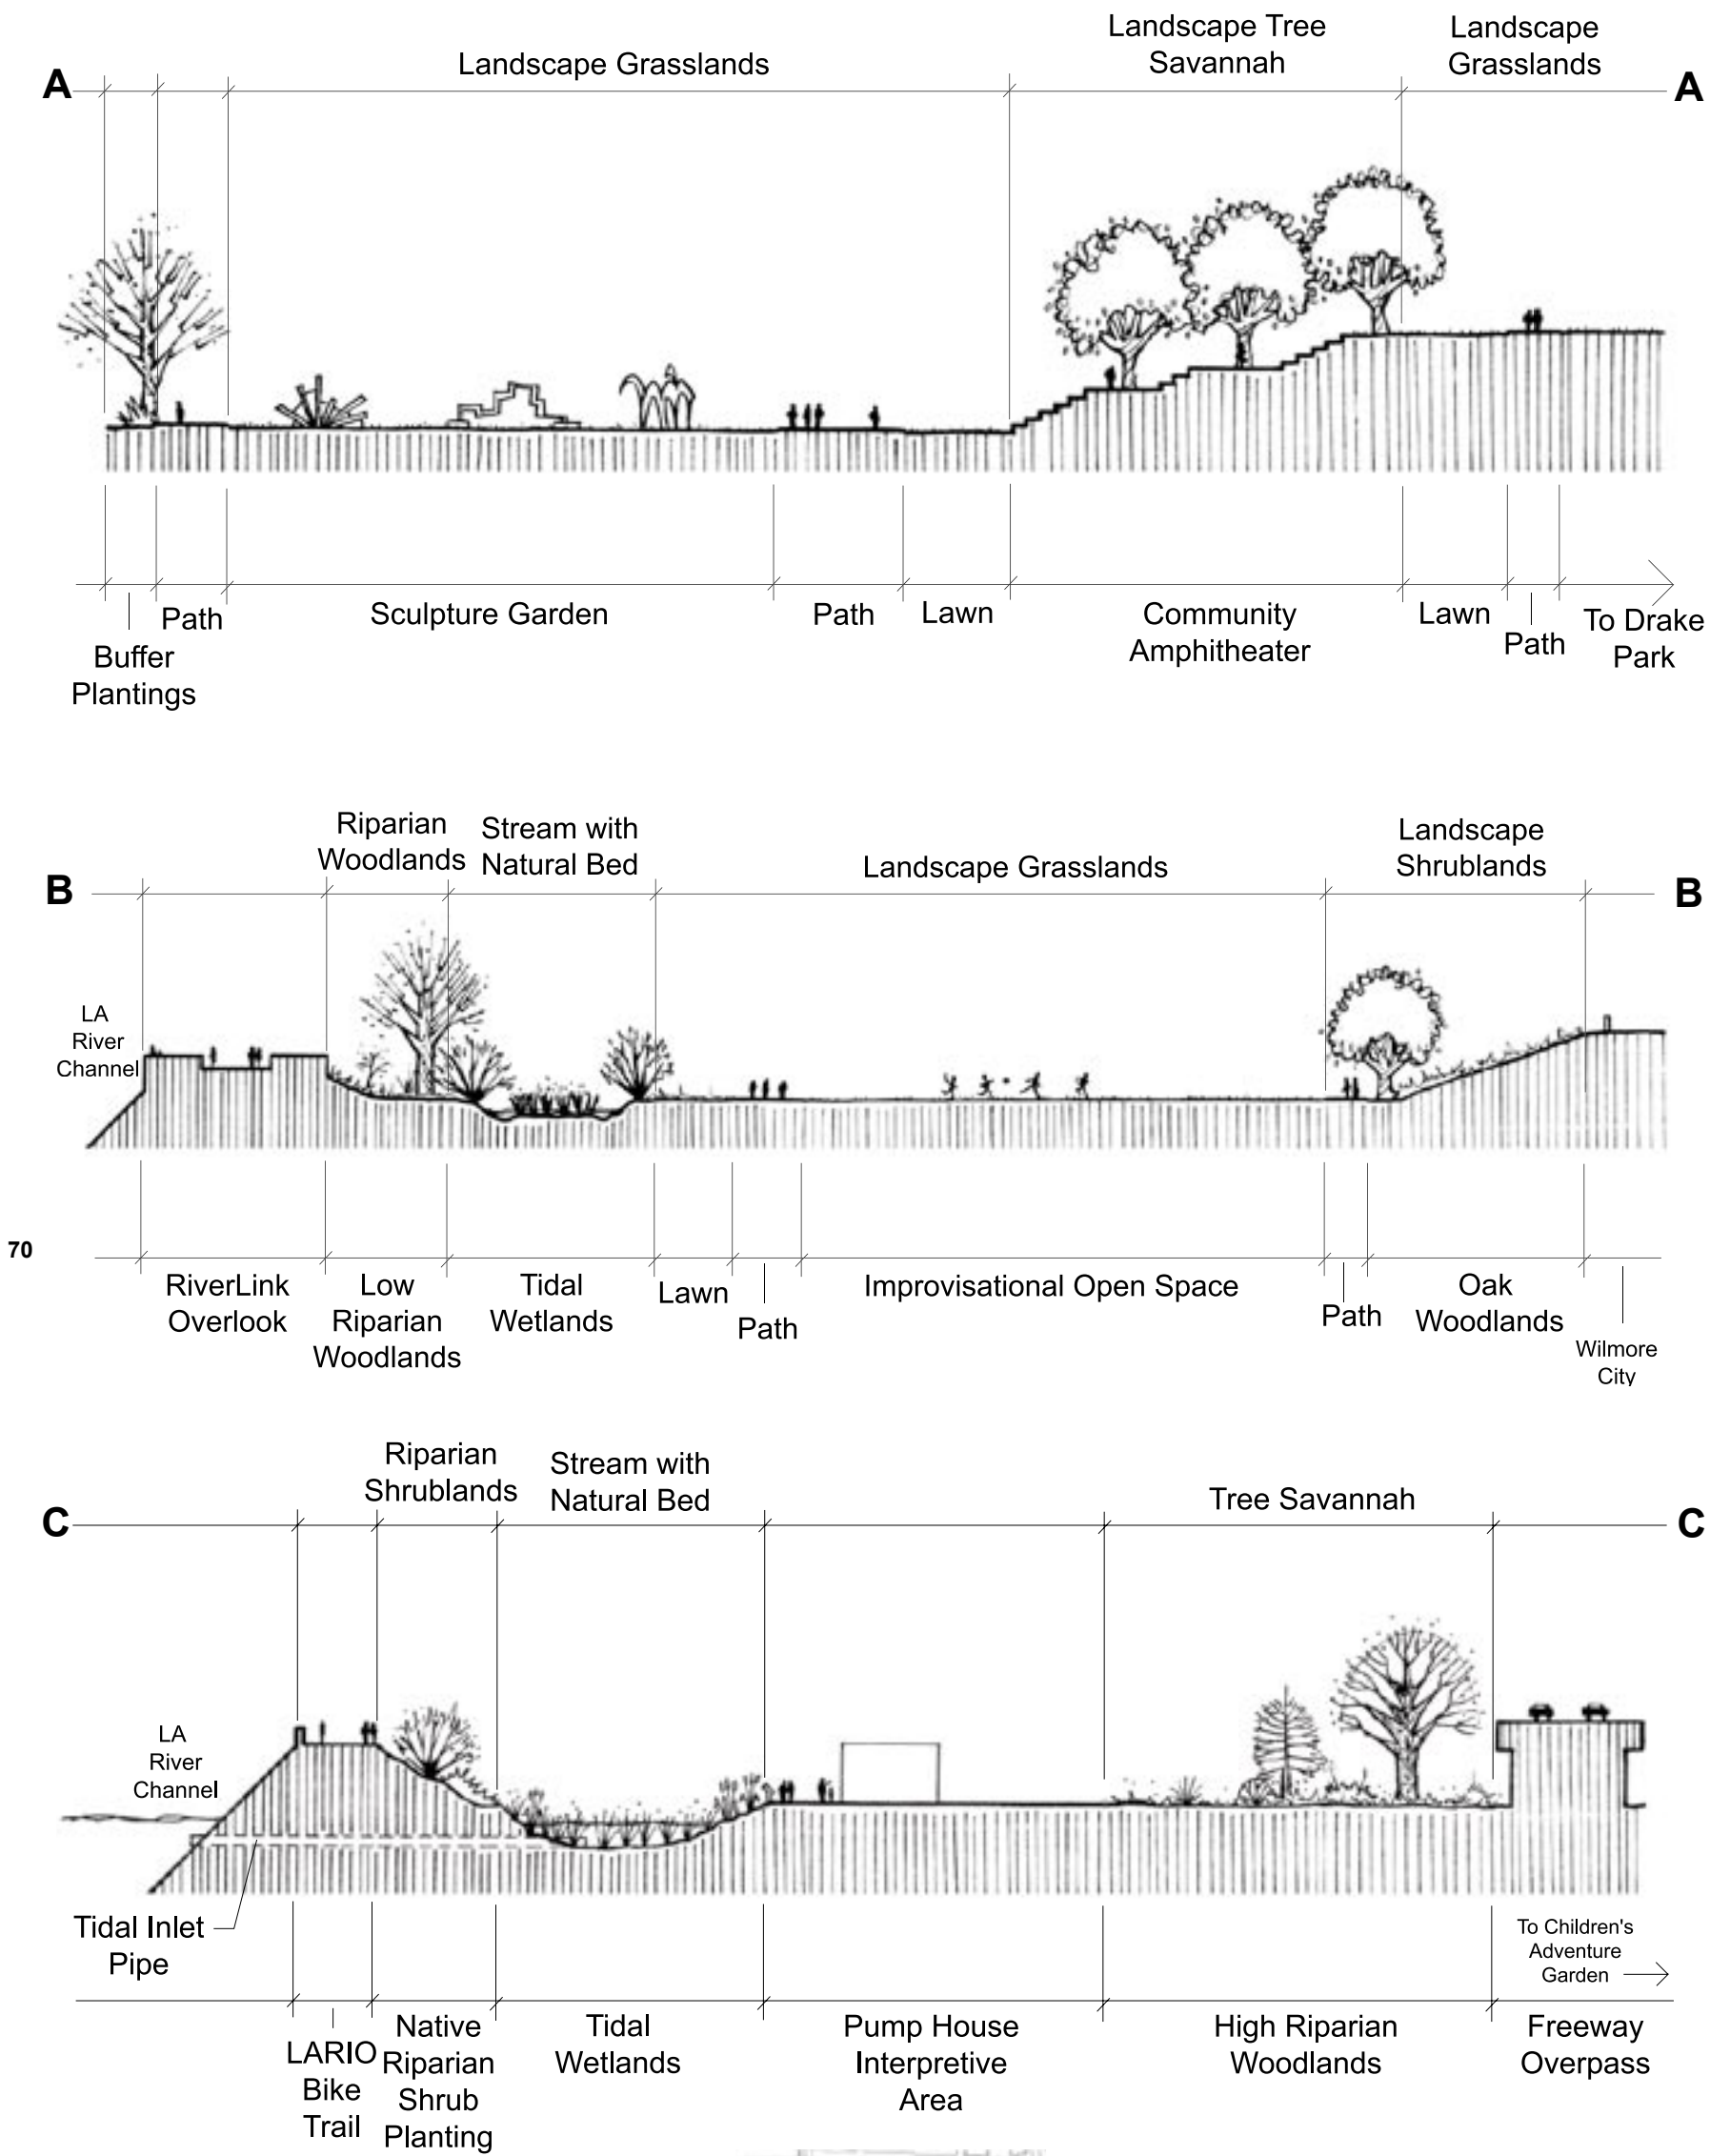 Landscape Grasslands
Landscape Tree
Savannah
Landscape
Grasslands
A
A
Path
Sculpture Garden
Path
Lawn
Community
Amphitheater
Lawn
Path
To Drake
Park
Buffer
Plantings
Riparian
Woodlands
Stream with
Natural Bed
Landscape Grasslands
Landscape
Shrublands
B
B
LA
River
Channel
70
RiverLink
Overlook
Low
Riparian
Woodlands
Tidal
Wetlands
Lawn
Path
Improvisational Open Space
Path
Oak
Woodlands
Wilmore
City
Riparian
Shrublands
Stream with
Natural Bed
Tree Savannah
C
C
LA
River
Channel
Tidal Inlet
Pipe
To Children's
Adventure
Garden
LARIO
Bike
Trail
Native
Riparian
Shrub
Planting
Tidal
Wetlands
Pump House
Interpretive
Area
High Riparian
Woodlands
Freeway
Overpass